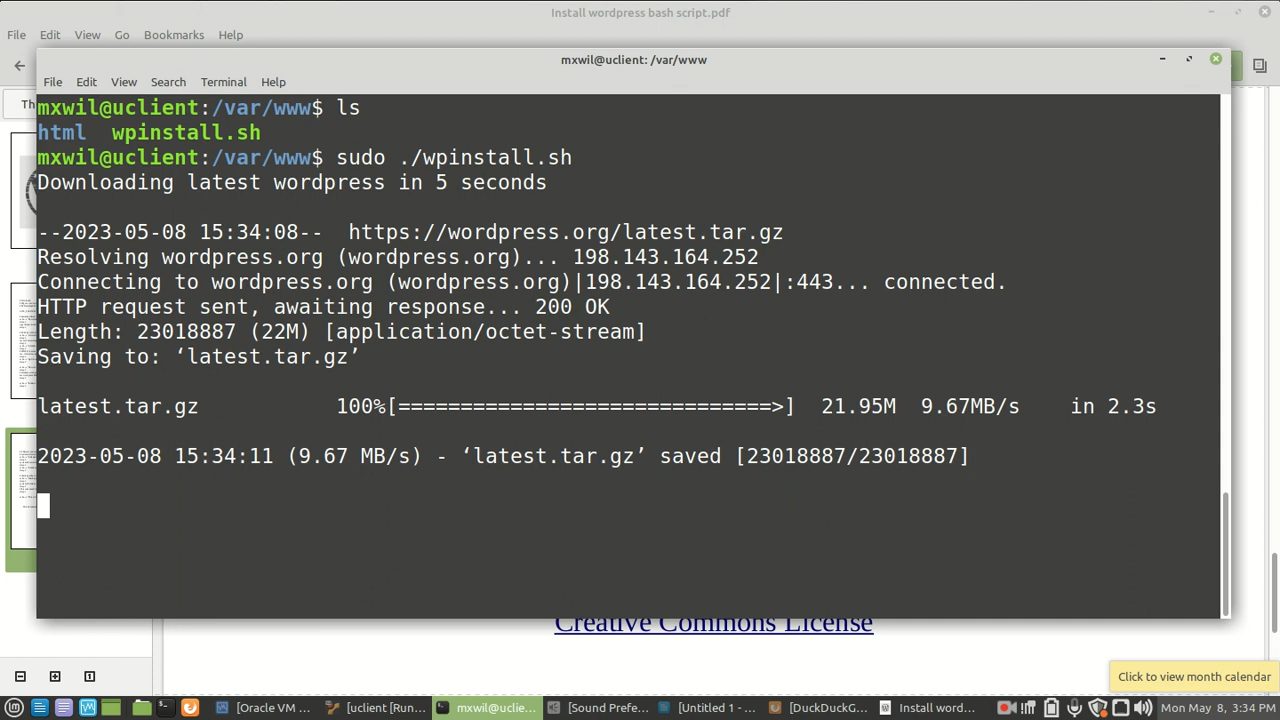 Install wordpress bash script.pdf
File Edit View Go Bookmarks Help
mxwil@uclient: /var/www
File Edit View Search Terminal Help
Th
mxwil@uclient:/var/www$ ls
html wpinstall.sh
mxwil@uclient:/var/www$ sudo ./wpinstall.sh
Downloading latest wordpress in 5 seconds
--2023-05-08 15:34:08-- https://wordpress.org/latest.tar.gz
Resolving wordpress.org (wordpress.org)... 198.143.164.252
Connecting to wordpress.org (wordpress.org)|198.143.164.252|:443... connected.
HTTP request sent, awaiting response... 200 OK
Length: 23018887 (22M) [application/octet-stream]
Saving to: ‘latest.tar.gz’
latest.tar.gz 100%[==============================>] 21.95M 9.67MB/s in 2.3s
2023-05-08 15:34:11 (9.67 MB/s) - ‘latest.tar.gz’ saved [23018887/23018887]
Creative Commons License
Click to view month calendar
[Oracle VM ... [uclient [Run... mxwil@uclie... [Sound Prefe... [Untitled 1 - ... [DuckDuckG... Install word... Mon May 8, 3:34 PM